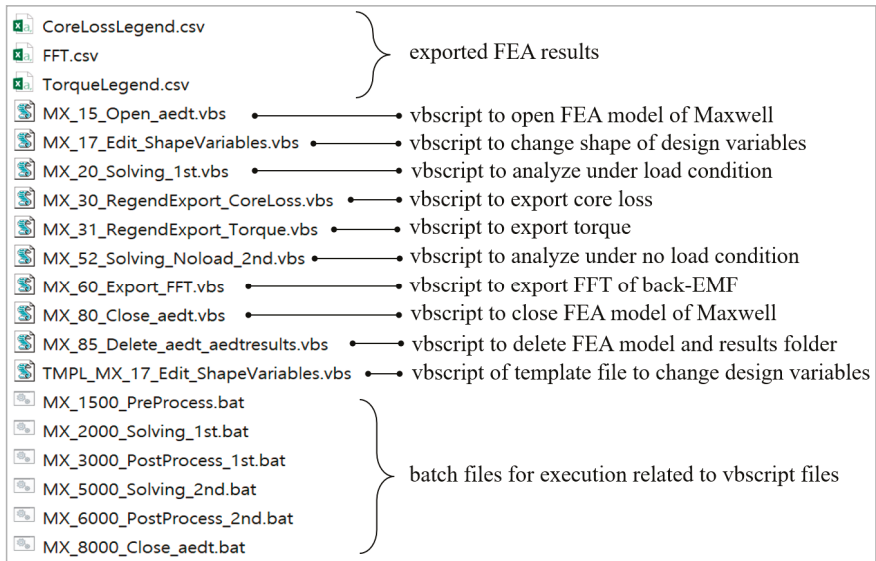 CoreLossLegend.csv
FFT.csv
TorqueLegend.csv
exported FEA results
MX_15_Open_aedt.vbs vbscript to open FEA model of Maxwell
MX_17_Edit_ShapeVariables.vbs vbscript to change shape of design variables
MX_20_Solving_1st.vbs vbscript to analyze under load condition
MX_30_RegendExport_CoreLoss.vbs vbscript to export core loss
MX_31_RegendExport_Torque.vbs vbscript to export torque
MX_52_Solving_Noload_2nd.vbs vbscript to analyze under no load condition
MX_60_Export_FFT.vbs vbscript to export FFT of back-EMF
MX_80_Close_aedt.vbs vbscript to close FEA model of Maxwell
MX_85_Delete_aedt_aedtresults.vbs vbscript to delete FEA model and results folder
TMPL_MX_17_Edit_ShapeVariables.vbs vbscript of template file to change design variables
MX_1500_PreProcess.bat
MX_2000_Solving_1st.bat
MX_3000_PostProcess_1st.bat
MX_5000_Solving_2nd.bat
MX_6000_PostProcess_2nd.bat
MX_8000_Close_aedt.bat
batch files for execution related to vbscript files